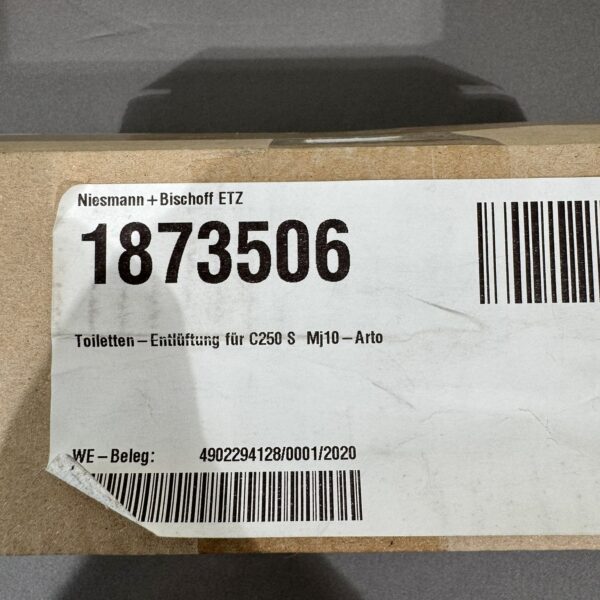 Niesmann+Bischoff ETZ
1873506
Toiletten-Entlüftung für C250 S Mj10-Arto
WE-Beleg: 4902294128/0001/2020